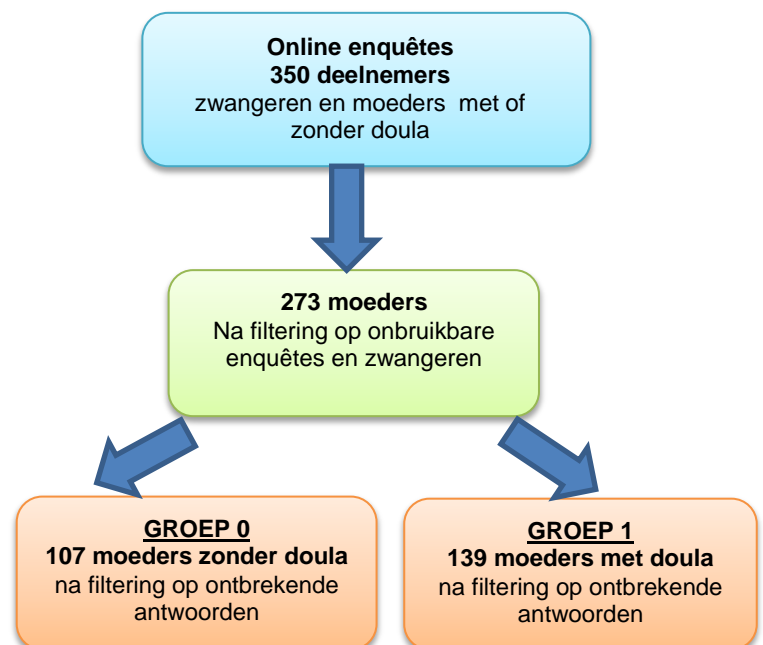 Online enquêtes
350 deelnemers
zwangeren en moeders met of
zonder doula
273 moeders
Na filtering op onbruikbare
enquêtes en zwangeren
GROEP 0
107 moeders zonder doula
na filtering op ontbrekende
antwoorden
GROEP 1
139 moeders met doula
na filtering op ontbrekende
antwoorden